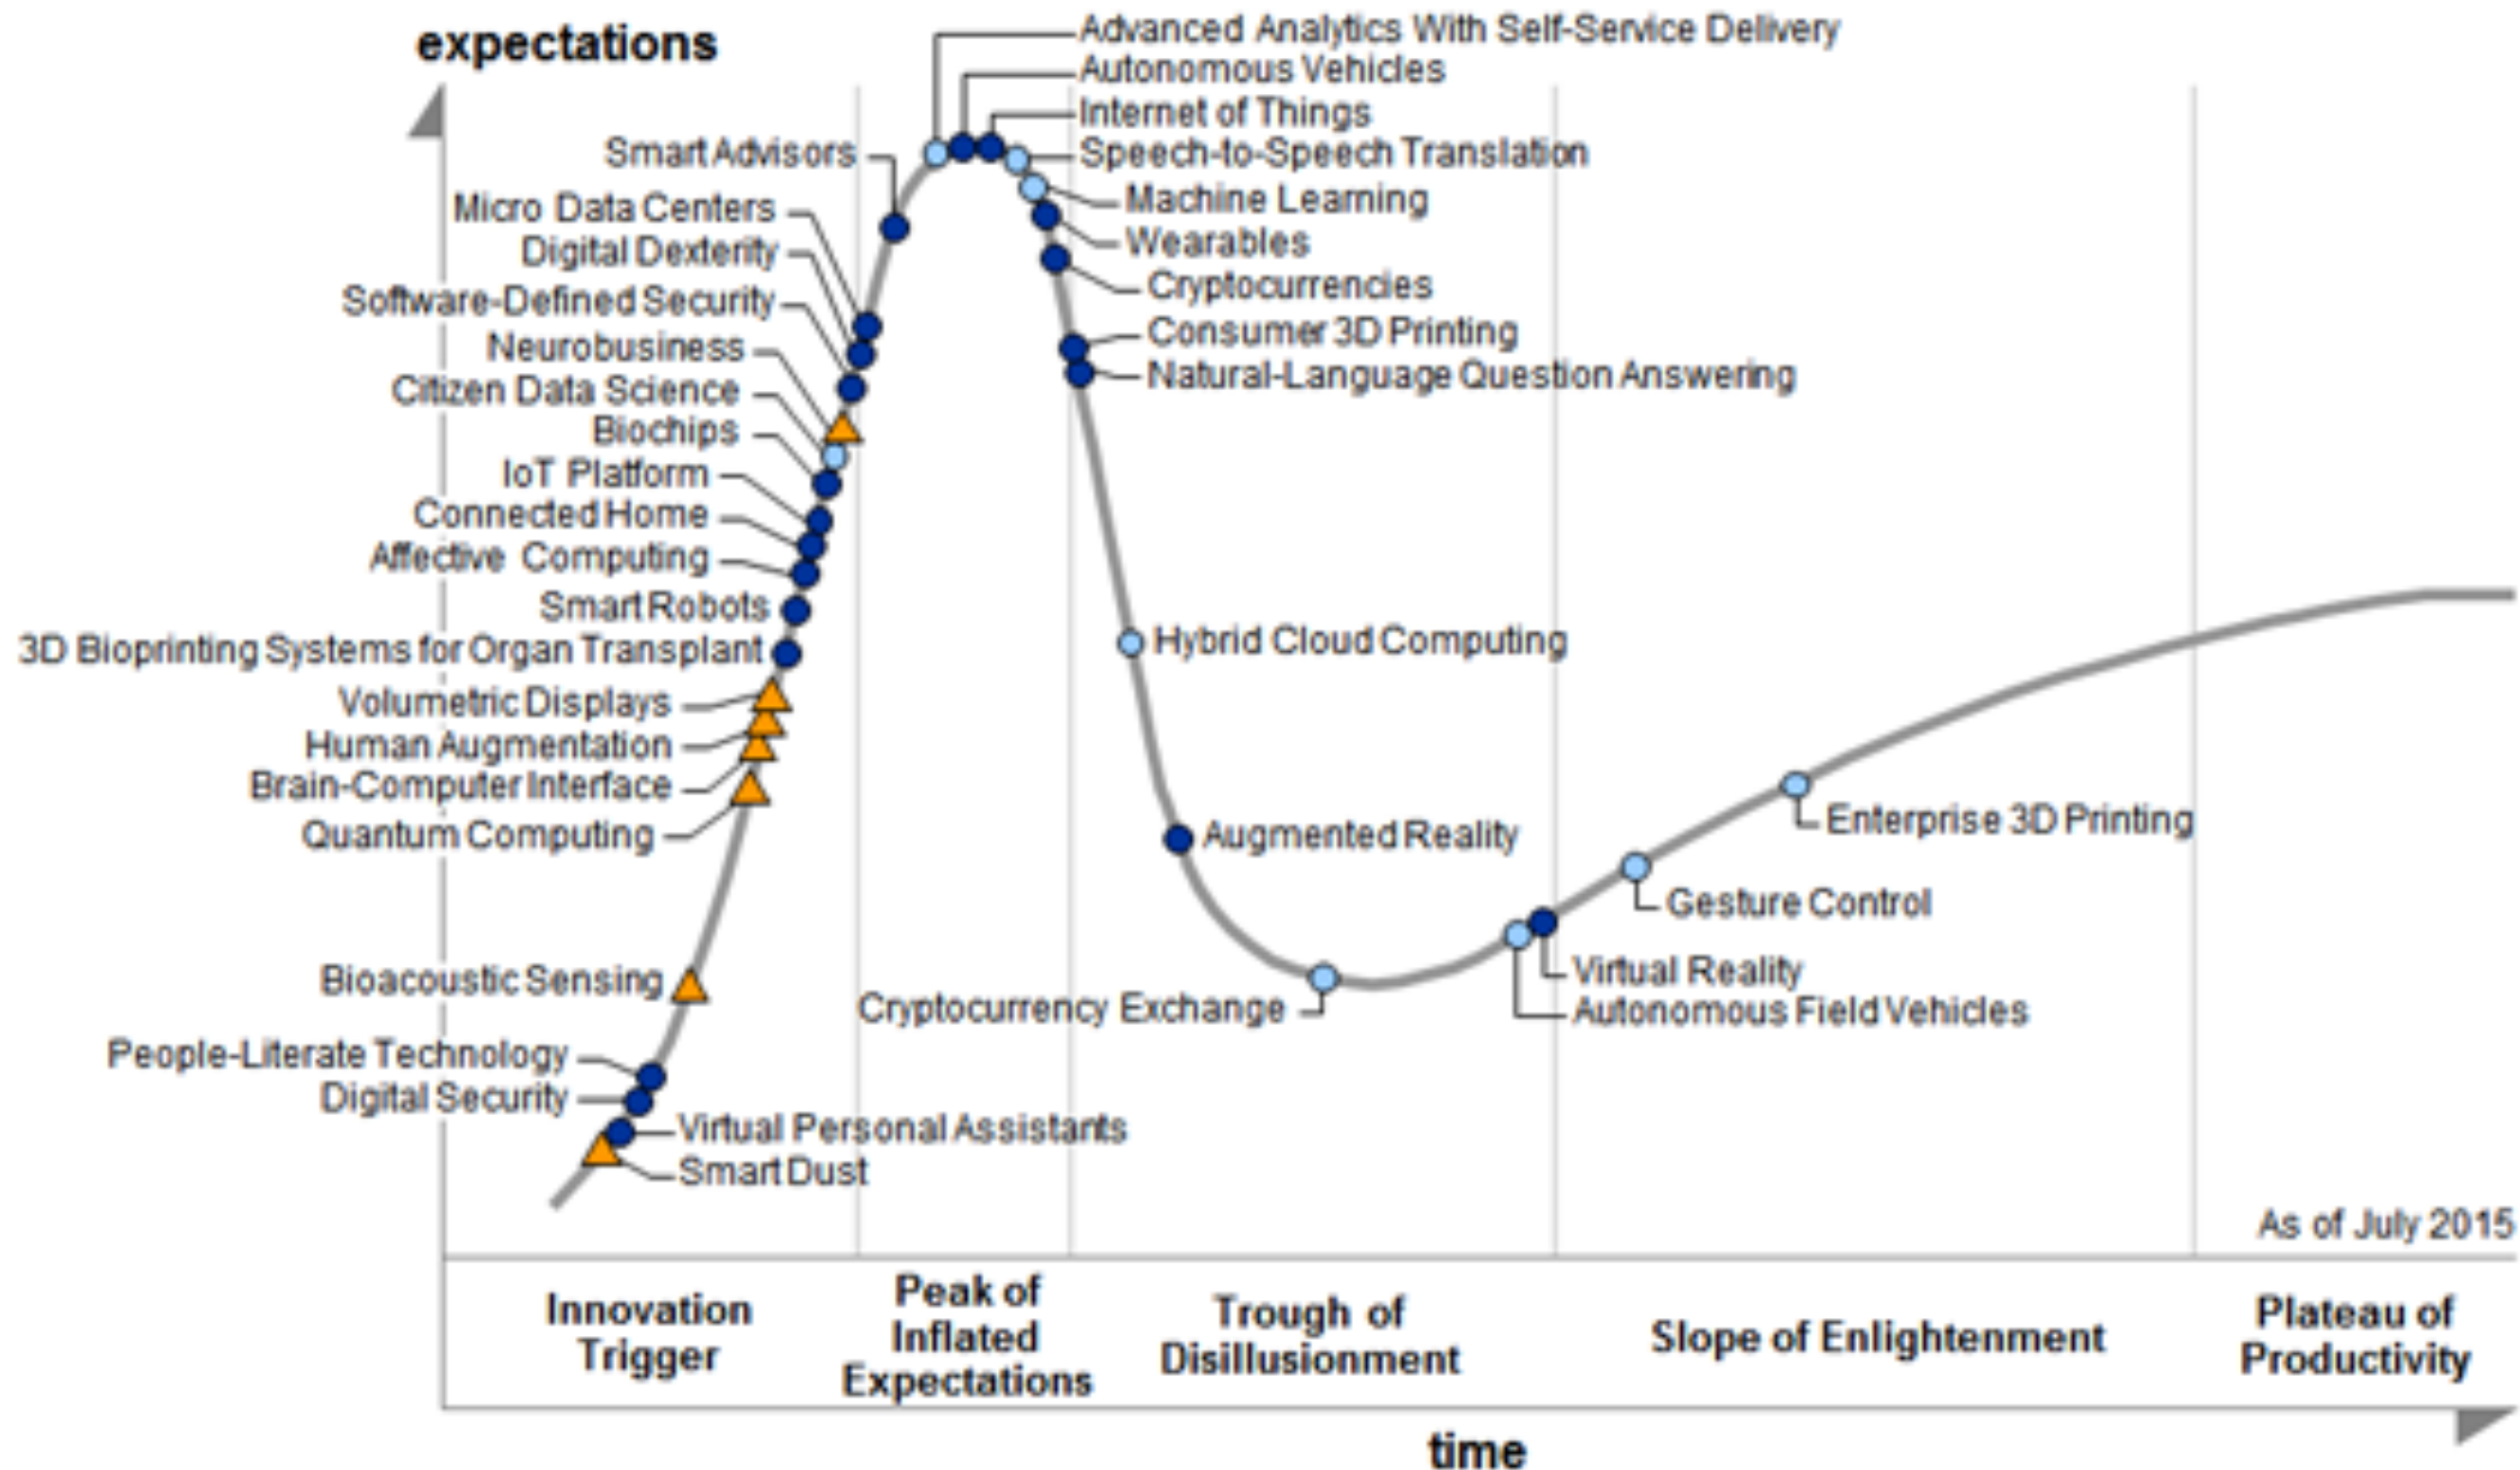 expectations
Advanced Analytics With Self-Service Delivery
Autonomous Vehicles
Internet of Things
Smart Advisors
Speech-to-Speech Translation
Micro Data Centers
Machine Learning
Digital Dexterity
Wearables
Software-Defined Security
Cryptocurrencies
Neurobusiness
Consumer 3D Printing
Citizen Data Science
Natural-Language Question Answering
Biochips
IoT Platform
Connected Home
Affective Computing
Smart Robots
3D Bioprinting Systems for Organ Transplant
Hybrid Cloud Computing
Volumetric Displays
Human Augmentation
Brain-Computer Interface
Quantum Computing
Augmented Reality
Enterprise 3D Printing
Gesture Control
Bioacoustic Sensing
Virtual Reality
Cryptocurrency Exchange
Autonomous Field Vehicles
People-Literate Technology
Digital Security
Virtual Personal Assistants
Smart Dust
As of July 2015
Innovation
Trigger
Peak of
Inflated
Expectations
Trough of
Disillusionment
Slope of Enlightenment
Plateau of
Productivity
time